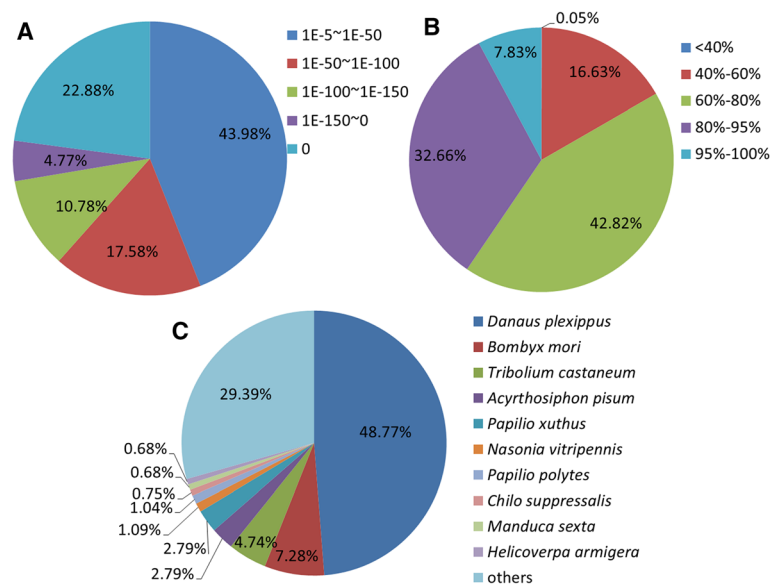 A
1E-5~1E-50
1E-50~1E-100
1E-100~1E-150
1E-150~0
0
43.98%
17.58%
10.78%
4.77%
22.88%
B
<40%
40%-60%
60%-80%
80%-95%
95%-100%
0.05%
16.63%
42.82%
32.66%
7.83%
C
Danaus plexippus
Bombyx mori
Tribolium castaneum
Acyrthosiphon pisum
Papilio xuthus
Nasonia vitripennis
Papilio polytes
Chilo suppressalis
Manduca sexta
Helicoverpa armigera
others
48.77%
7.28%
4.74%
2.79%
2.79%
1.09%
1.04%
0.75%
0.68%
0.68%
29.39%